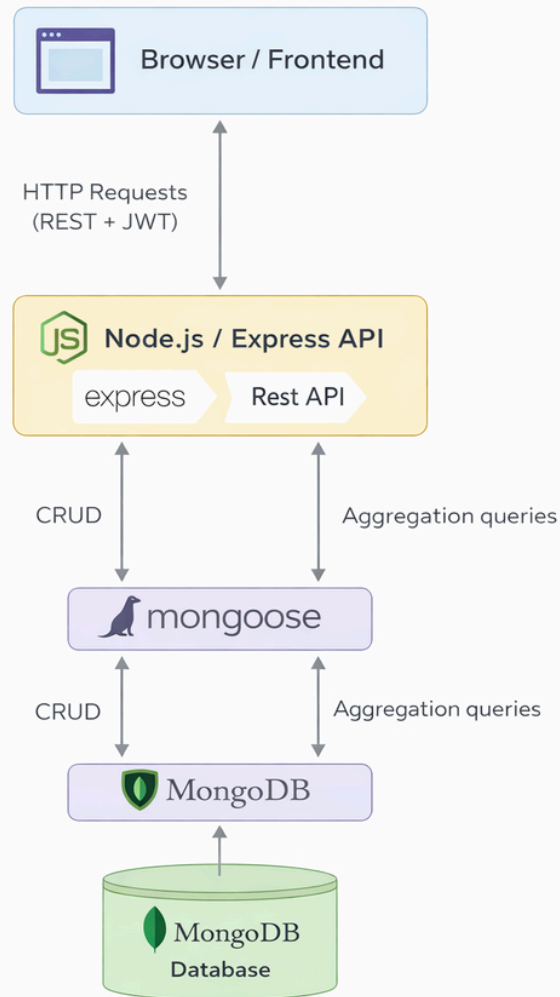 Browser / Frontend
HTTP Requests
(REST + JWT)
JS
Node.js / Express API
express
Rest API
CRUD
Aggregation queries
mongoose
CRUD
Aggregation queries
MongoDB
MongoDB
Database